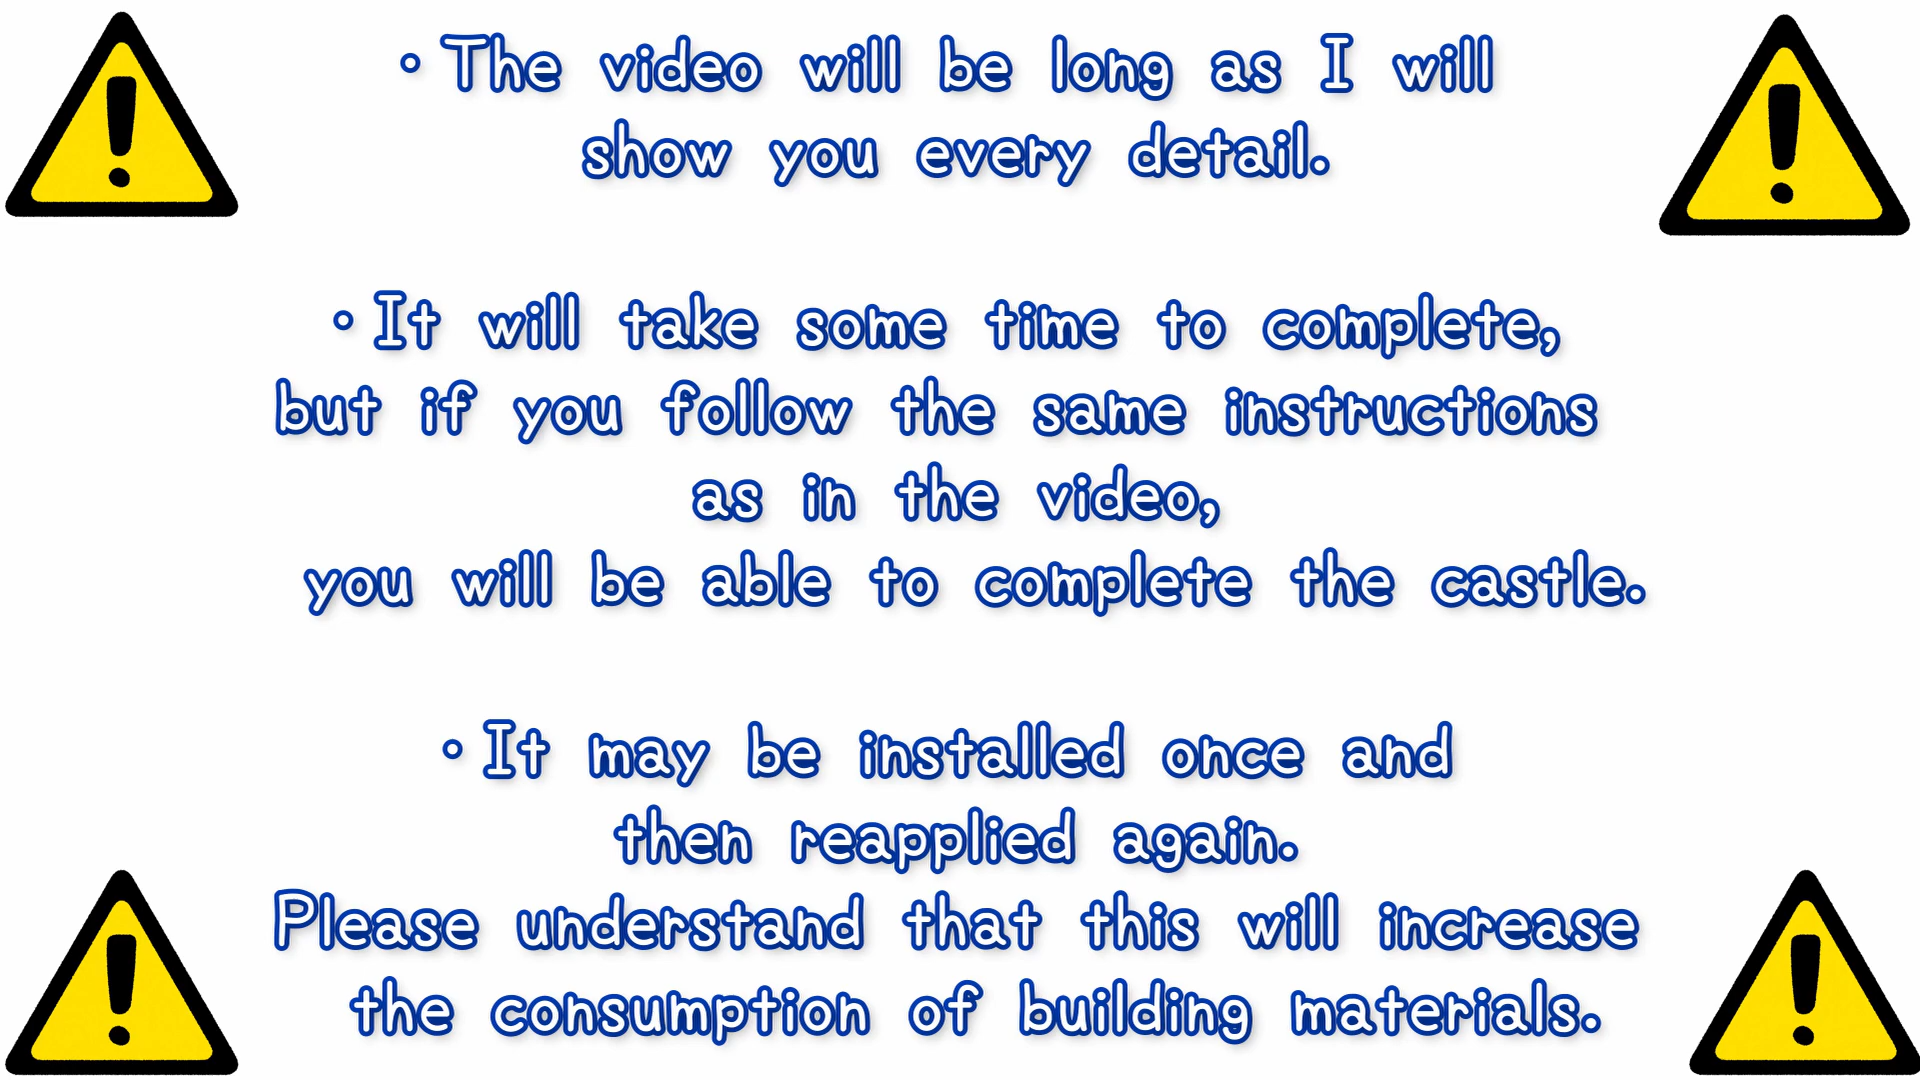 ・The video will be long as I will
show you every detail.
・It will take some time to complete,
but if you follow the same instructions
as in the video,
you will be able to complete the castle.
・It may be installed once and
then reapplied again.
Please understand that this will increase
the consumption of building materials.